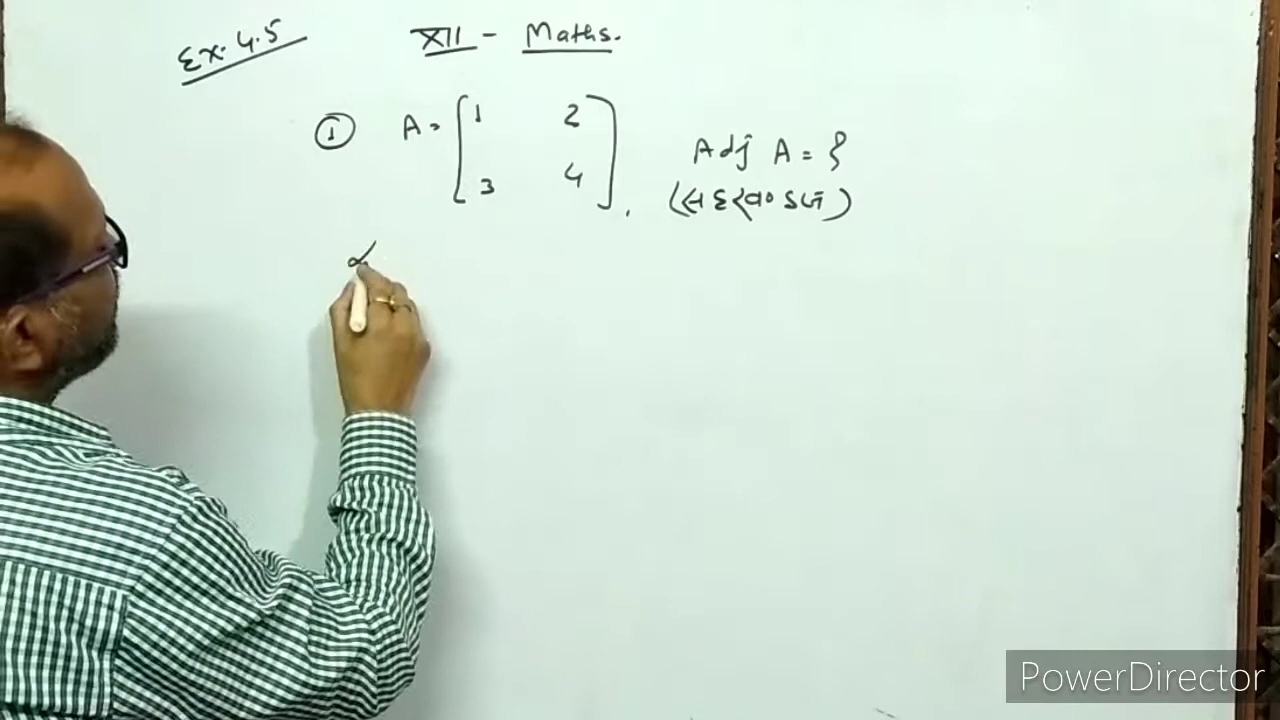 Ex. 4.5
XII - Maths.
① A = [ 1 2
3 4 ],
Adj A = ?
PowerDirector